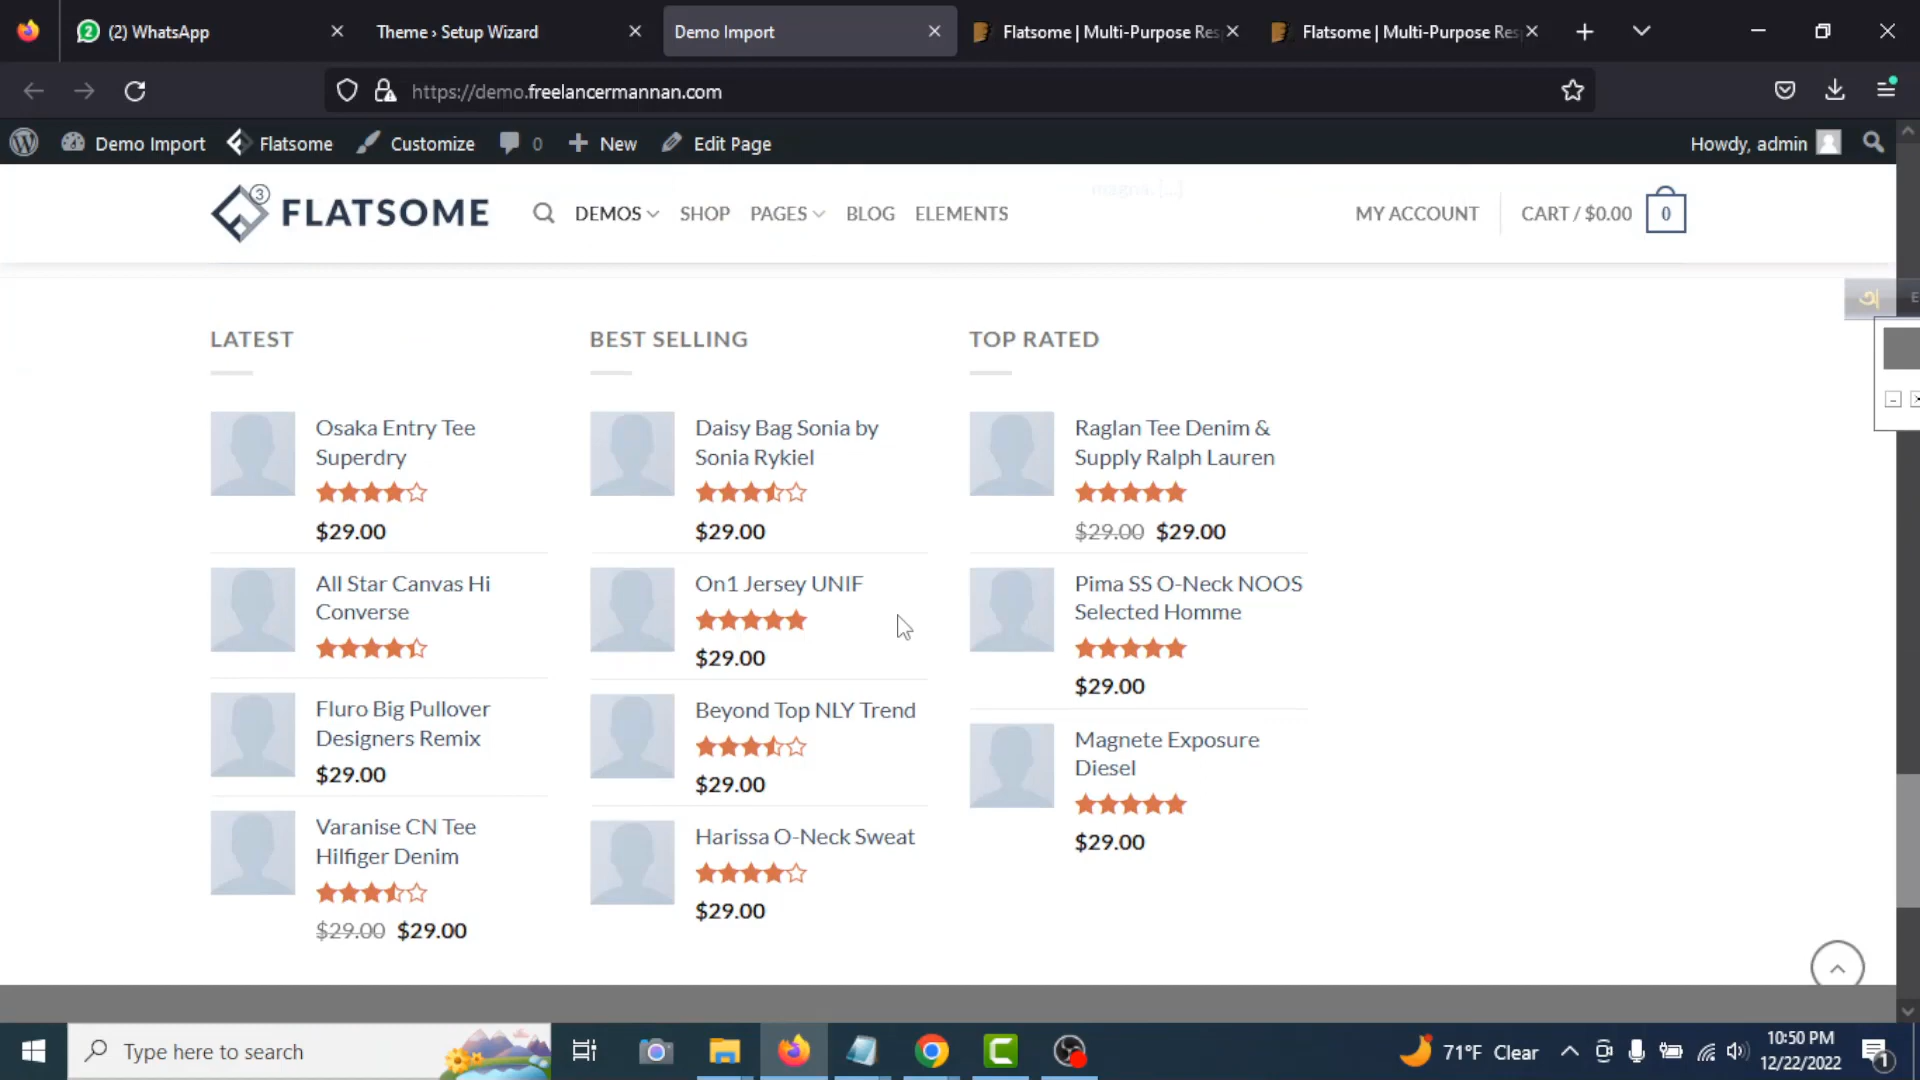 (2) WhatsApp
Theme › Setup Wizard
Demo Import
Flatsome | Multi-Purpose Res
Flatsome | Multi-Purpose Res
https://demo.freelancermannan.com
Demo Import
Flatsome
Customize
0
New
Edit Page
Howdy, admin
3
FLATSOME
DEMOS
SHOP
PAGES
BLOG
ELEMENTS
MY ACCOUNT
CART / $0.00
0
magna. [...]
অ
E
LATEST
Osaka Entry Tee
Superdry
$29.00
All Star Canvas Hi
Converse
Fluro Big Pullover
Designers Remix
$29.00
Varanise CN Tee
Hilfiger Denim
$29.00 $29.00
BEST SELLING
Daisy Bag Sonia by
Sonia Rykiel
$29.00
On1 Jersey UNIF
$29.00
Beyond Top NLY Trend
$29.00
Harissa O-Neck Sweat
$29.00
TOP RATED
Raglan Tee Denim &
Supply Ralph Lauren
$29.00 $29.00
Pima SS O-Neck NOOS
Selected Homme
$29.00
Magnete Exposure
Diesel
$29.00
Type here to search
71°F Clear
10:50 PM
12/22/2022
1